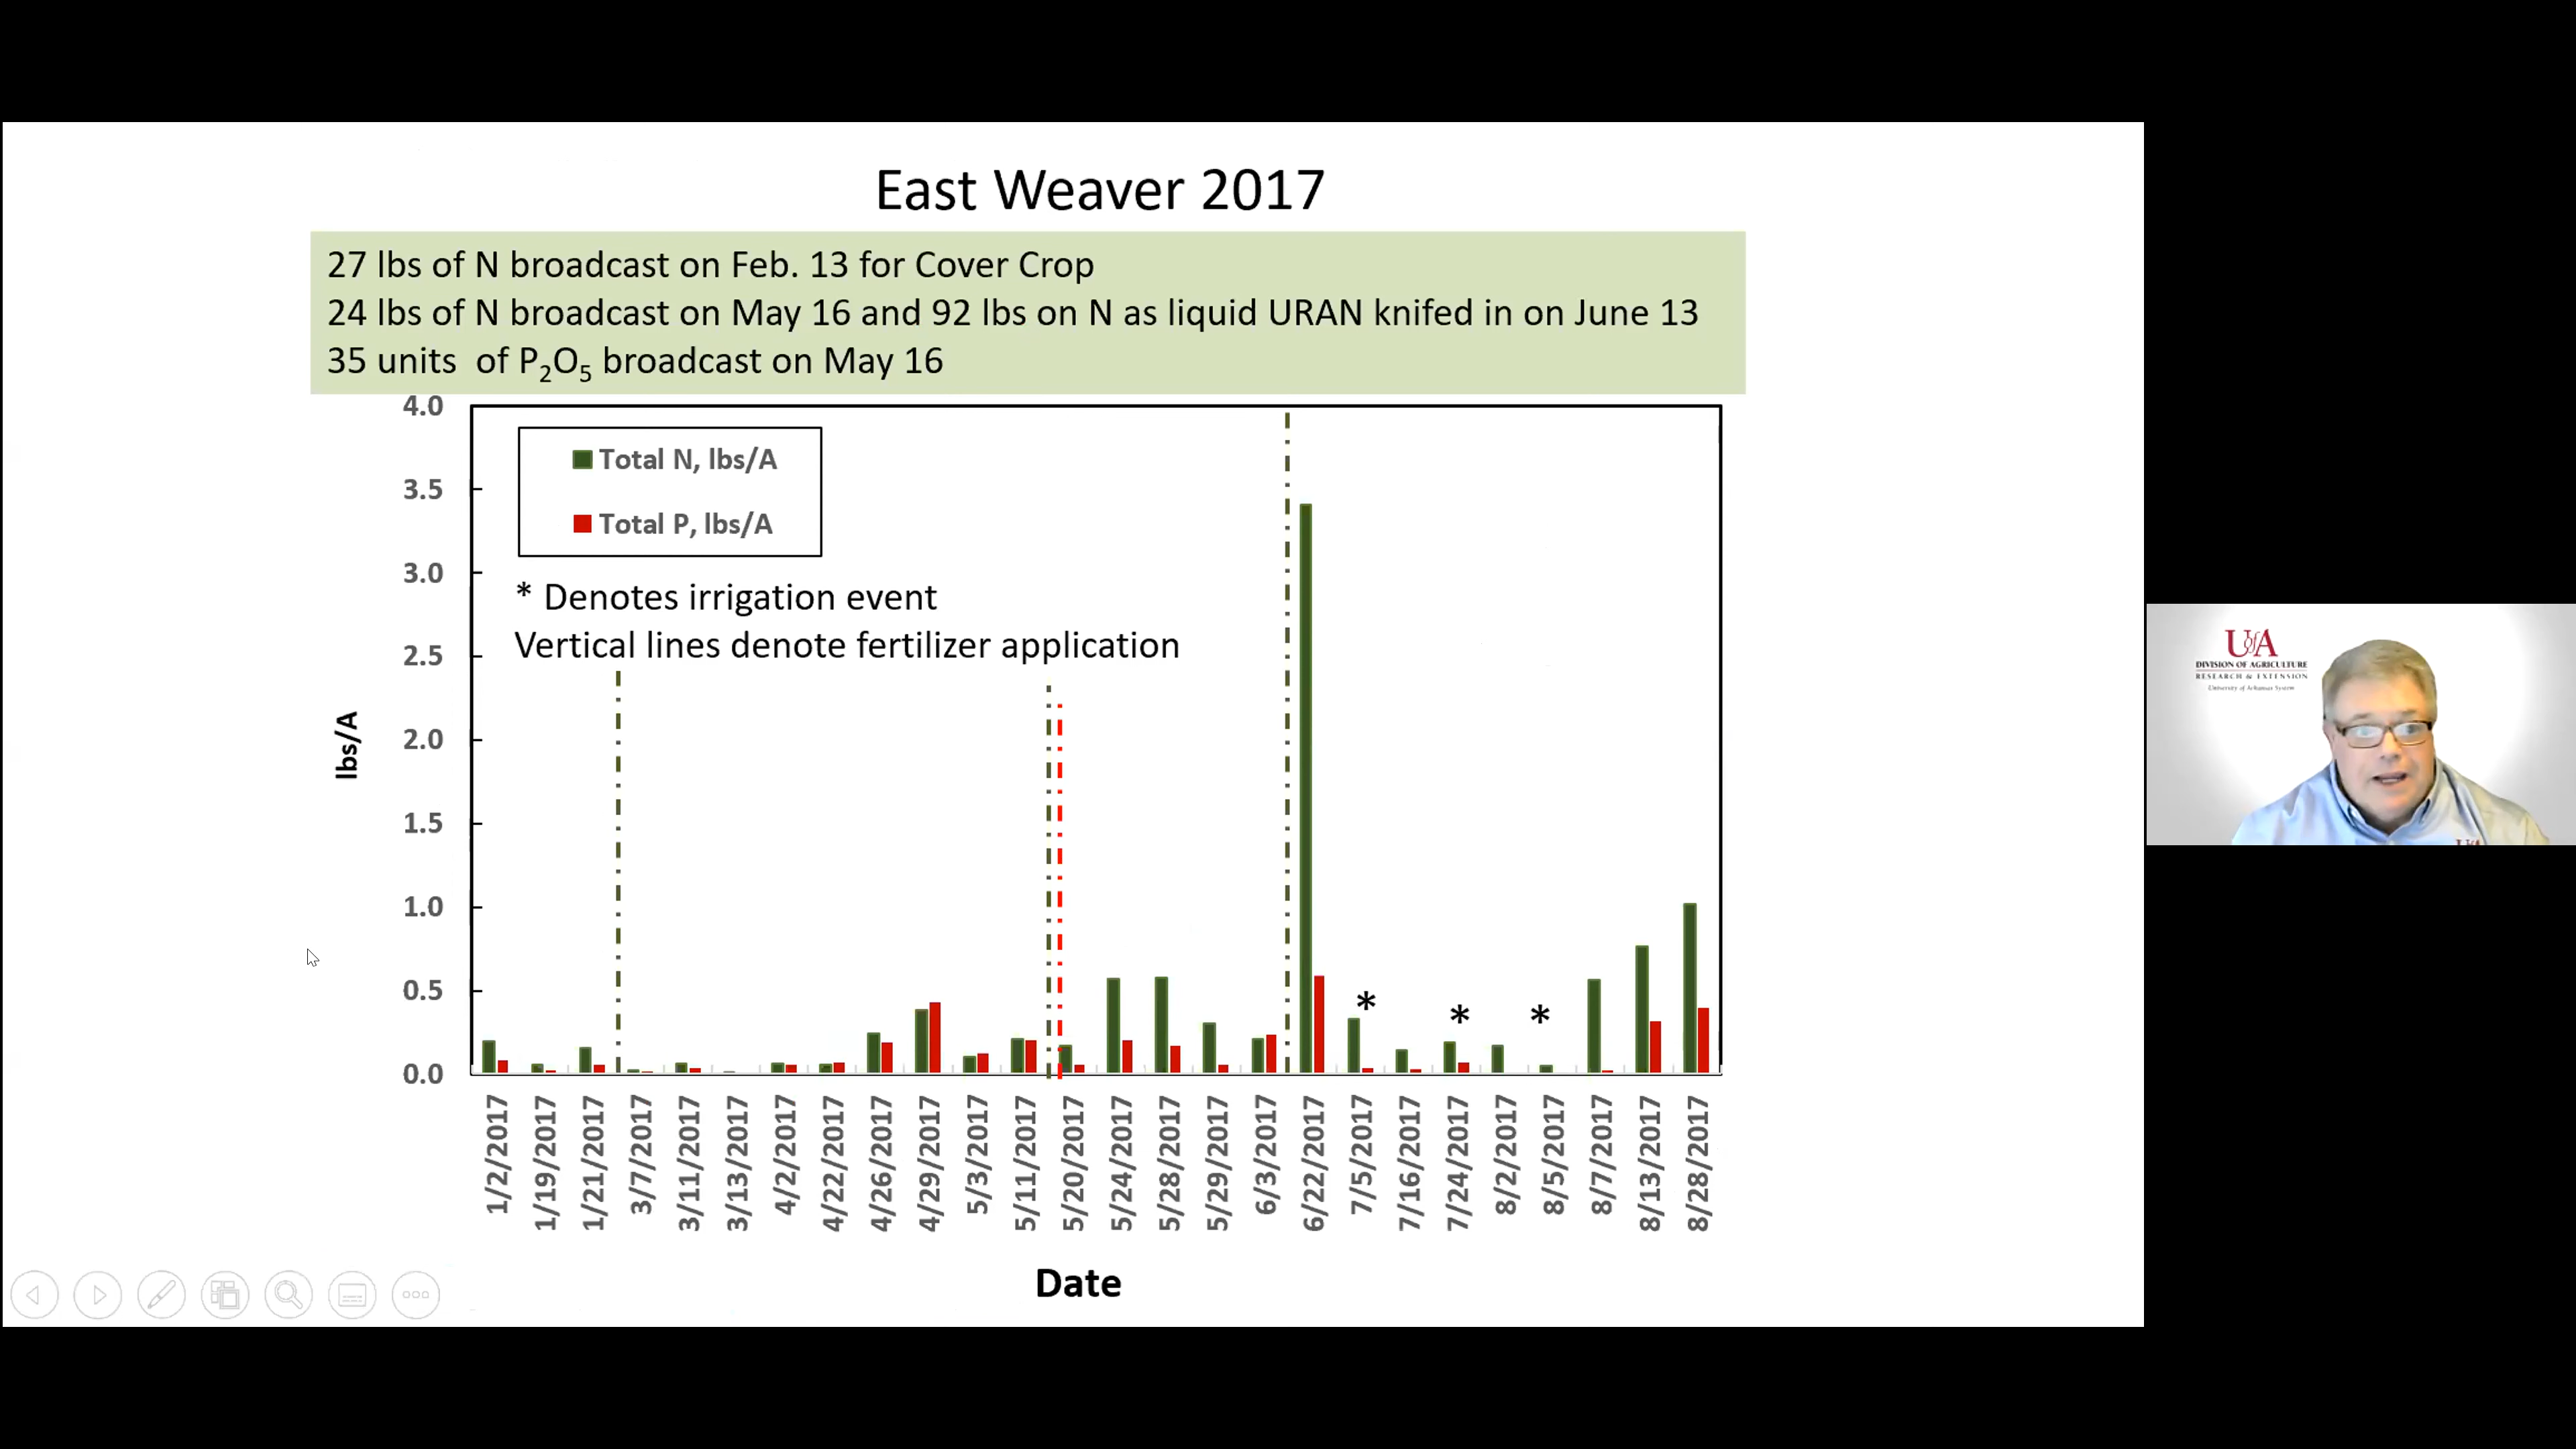 East Weaver 2017
27 lbs of N broadcast on Feb. 13 for Cover Crop
24 lbs of N broadcast on May 16 and 92 lbs on N as liquid URAN knifed in on June 13
35 units of P₂O₅ broadcast on May 16
4.0
3.5
3.0
2.5
2.0
1.5
1.0
0.5
0.0
lbs/A
Total N, lbs/A
Total P, lbs/A
* Denotes irrigation event
Vertical lines denote fertilizer application
*
*
*
1/2/2017
1/19/2017
1/21/2017
3/7/2017
3/11/2017
3/13/2017
4/2/2017
4/22/2017
4/26/2017
4/29/2017
5/3/2017
5/11/2017
5/20/2017
5/24/2017
5/28/2017
5/29/2017
6/3/2017
6/22/2017
7/5/2017
7/16/2017
7/24/2017
8/2/2017
8/5/2017
8/7/2017
8/13/2017
8/28/2017
Date
UofA
DIVISION OF AGRICULTURE
RESEARCH & EXTENSION
University of Arkansas System